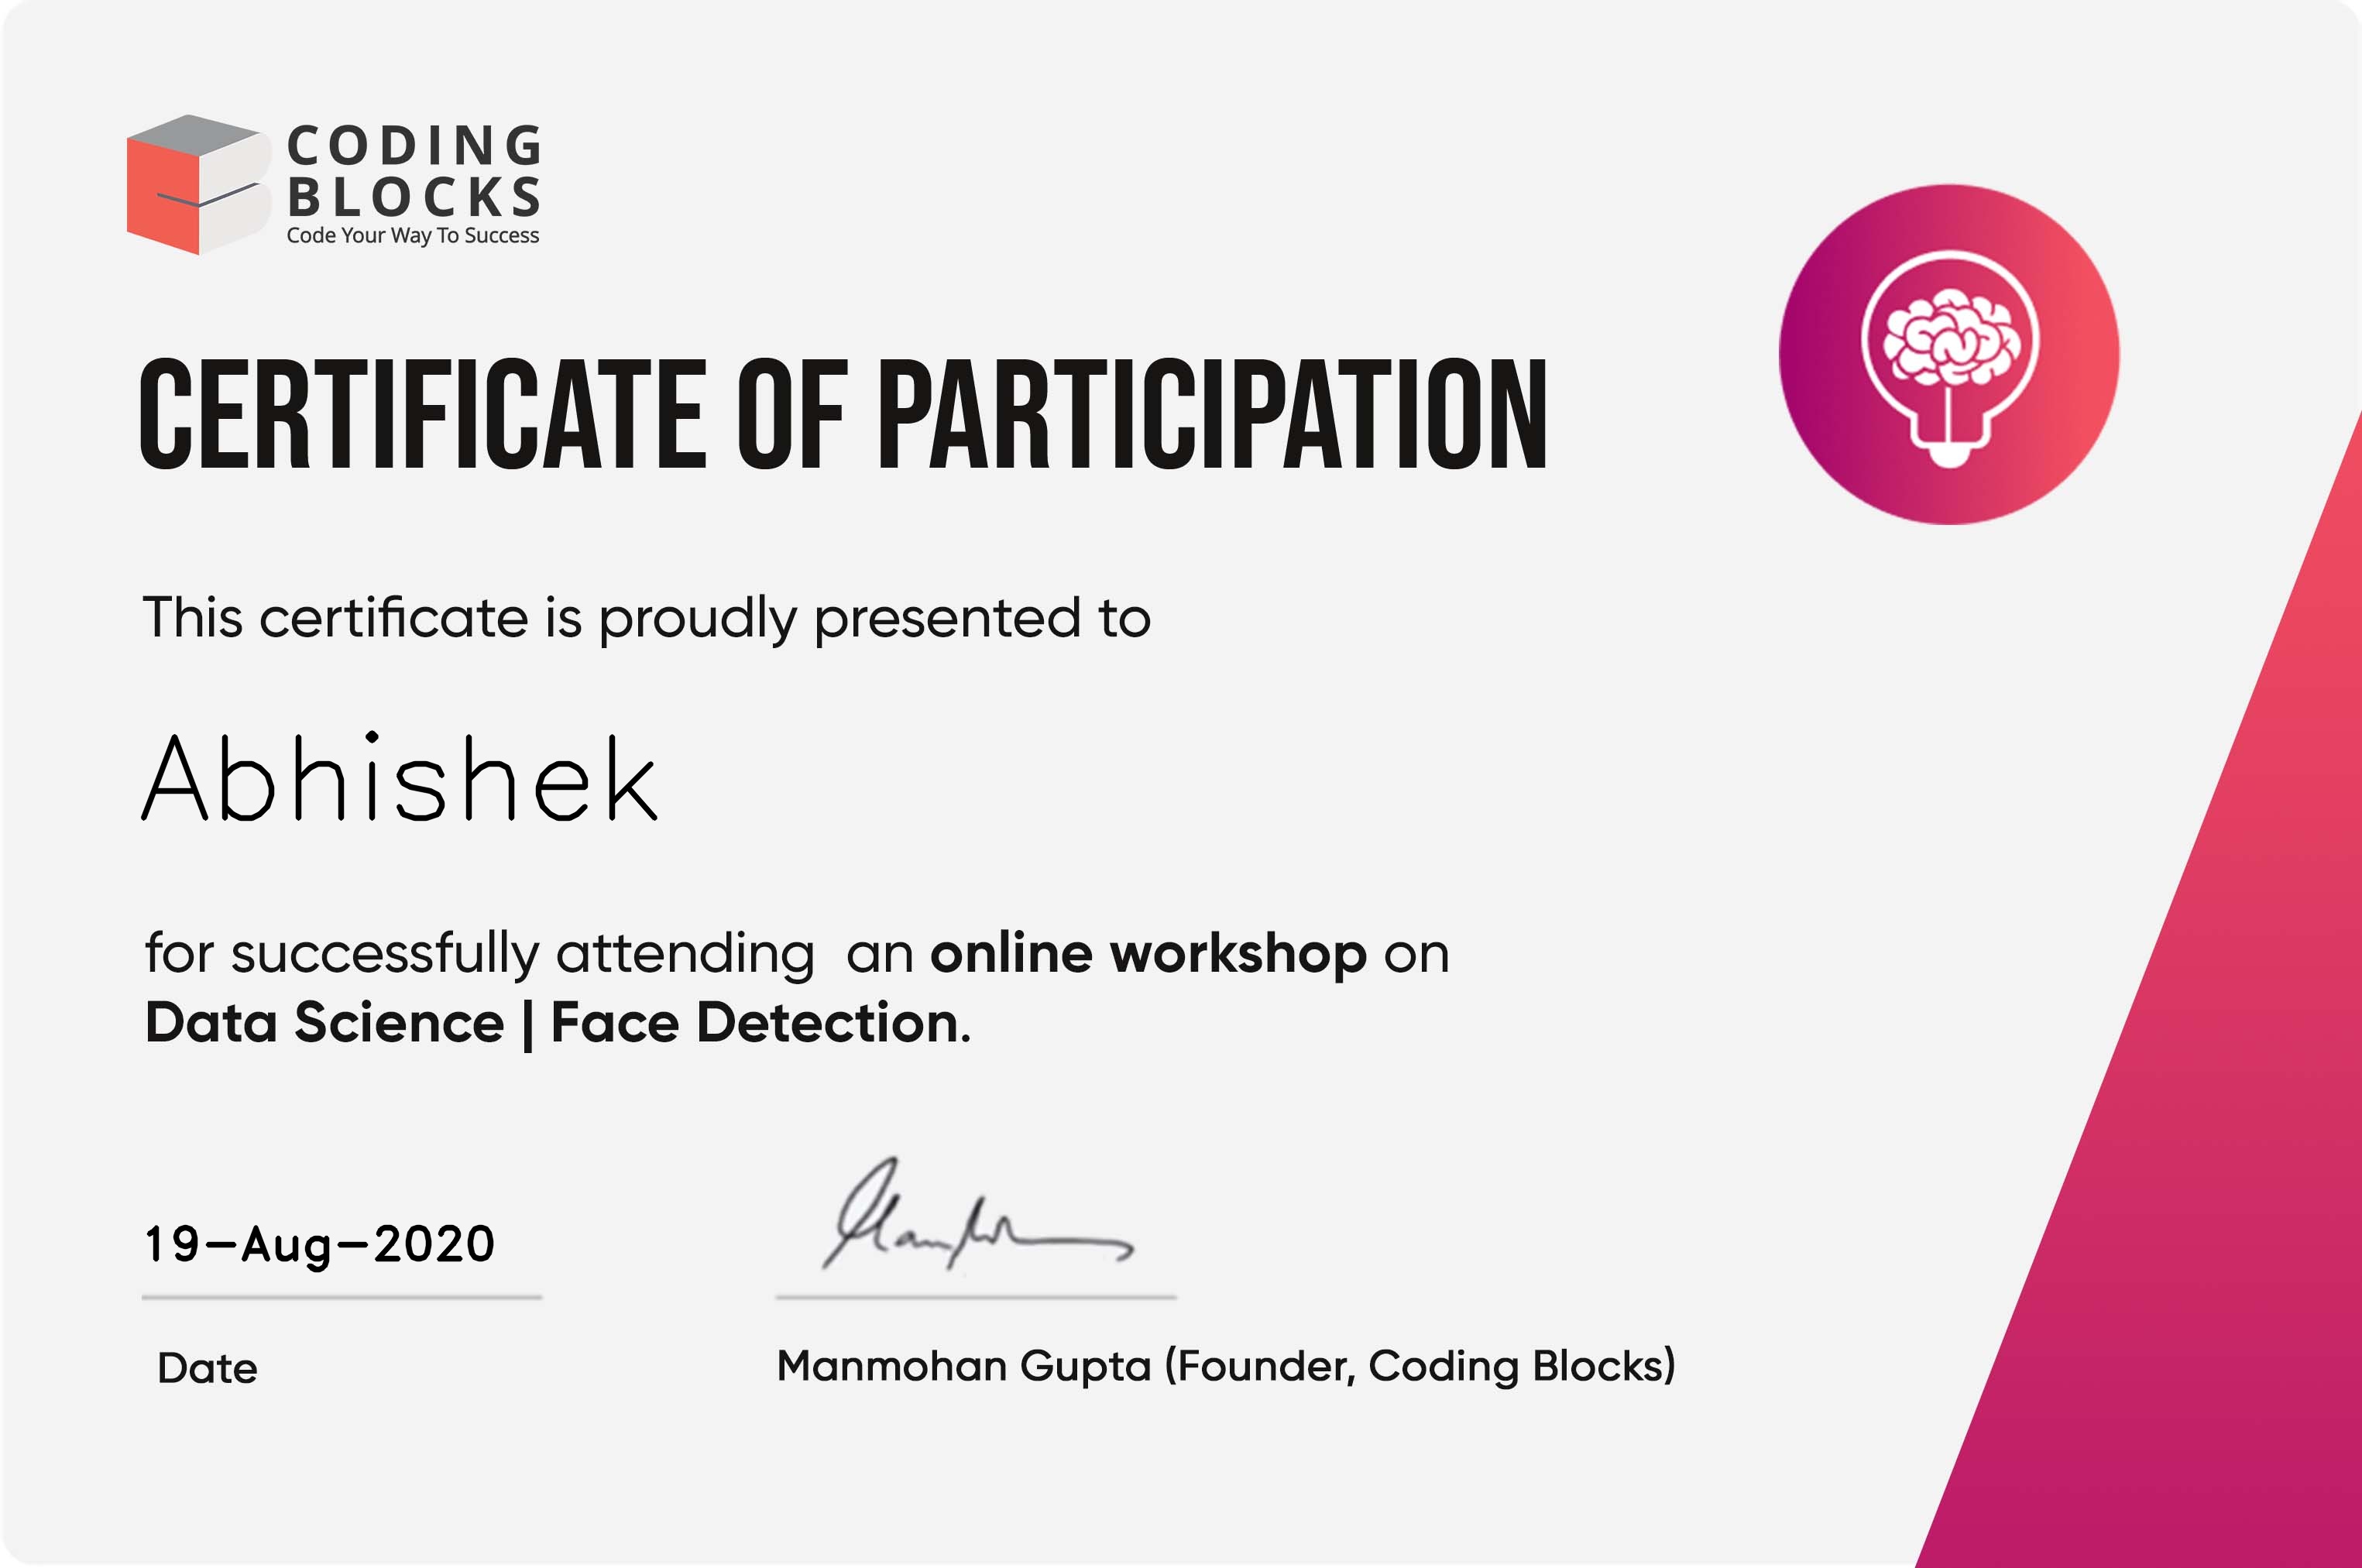 CODING
BLOCKS
Code Your Way To Success
CERTIFICATE OF PARTICIPATION
This certificate is proudly presented to
Abhishek
for successfully attending  an online workshop on
Data Science | Face Detection.
19-Aug-2020
Date
Manmohan Gupta (Founder, Coding Blocks)